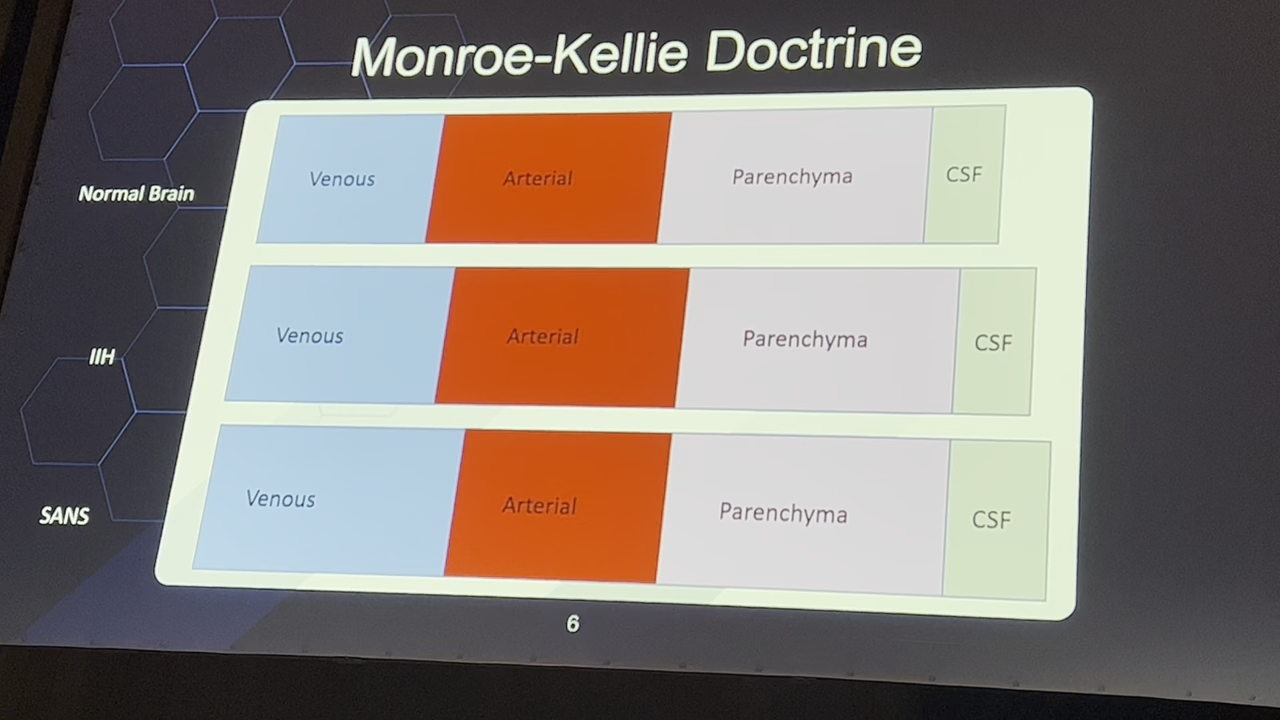 Monroe-Kellie Doctrine
Normal Brain
Venous Arterial Parenchyma CSF
IIH
Venous Arterial Parenchyma CSF
SANS
Venous Arterial Parenchyma CSF
6